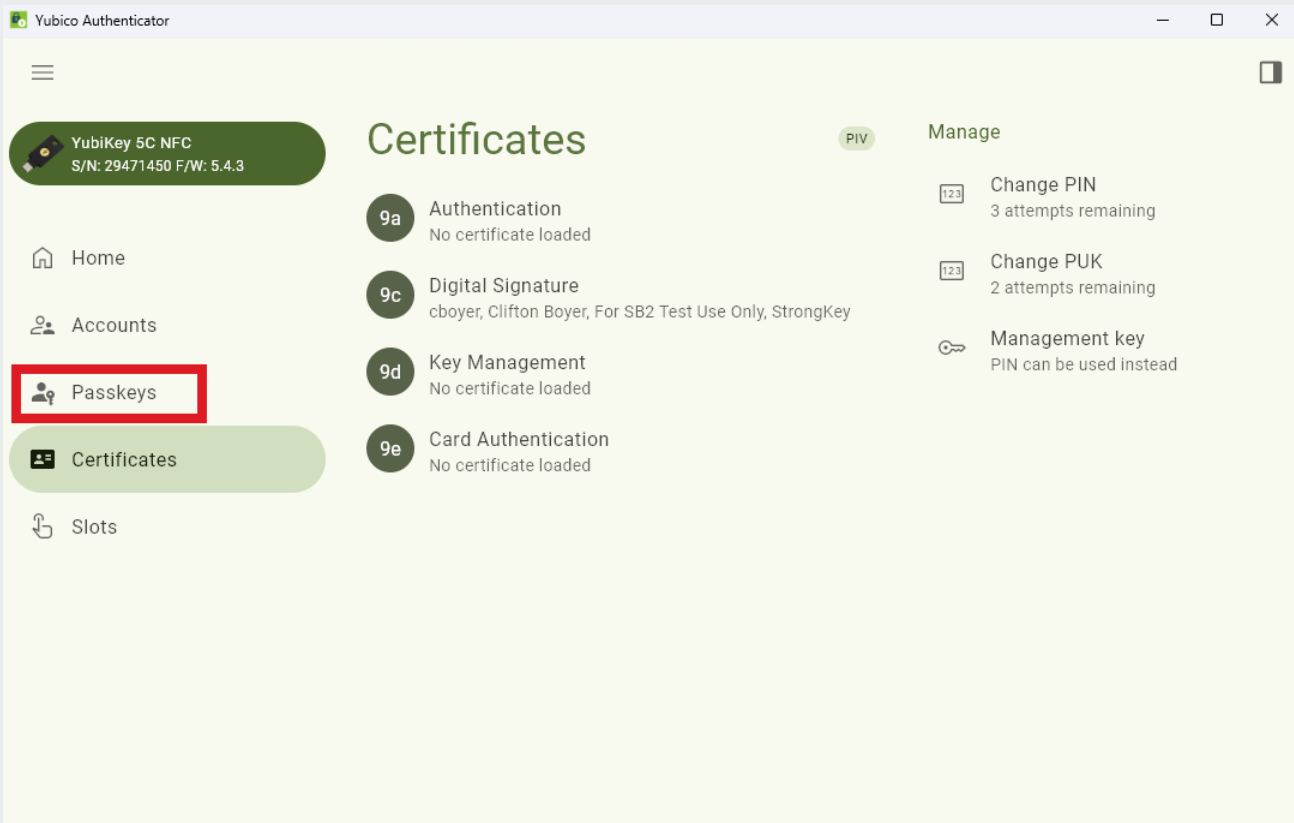 Yubico Authenticator
YubiKey 5C NFC
S/N: 29471450 F/W: 5.4.3
Home
Accounts
Passkeys
Certificates
Slots
Certificates
PIV
9a
Authentication
No certificate loaded
9c
Digital Signature
cboyer, Clifton Boyer, For SB2 Test Use Only, StrongKey
9d
Key Management
No certificate loaded
9e
Card Authentication
No certificate loaded
Manage
123
Change PIN
3 attempts remaining
123
Change PUK
2 attempts remaining
Management key
PIN can be used instead